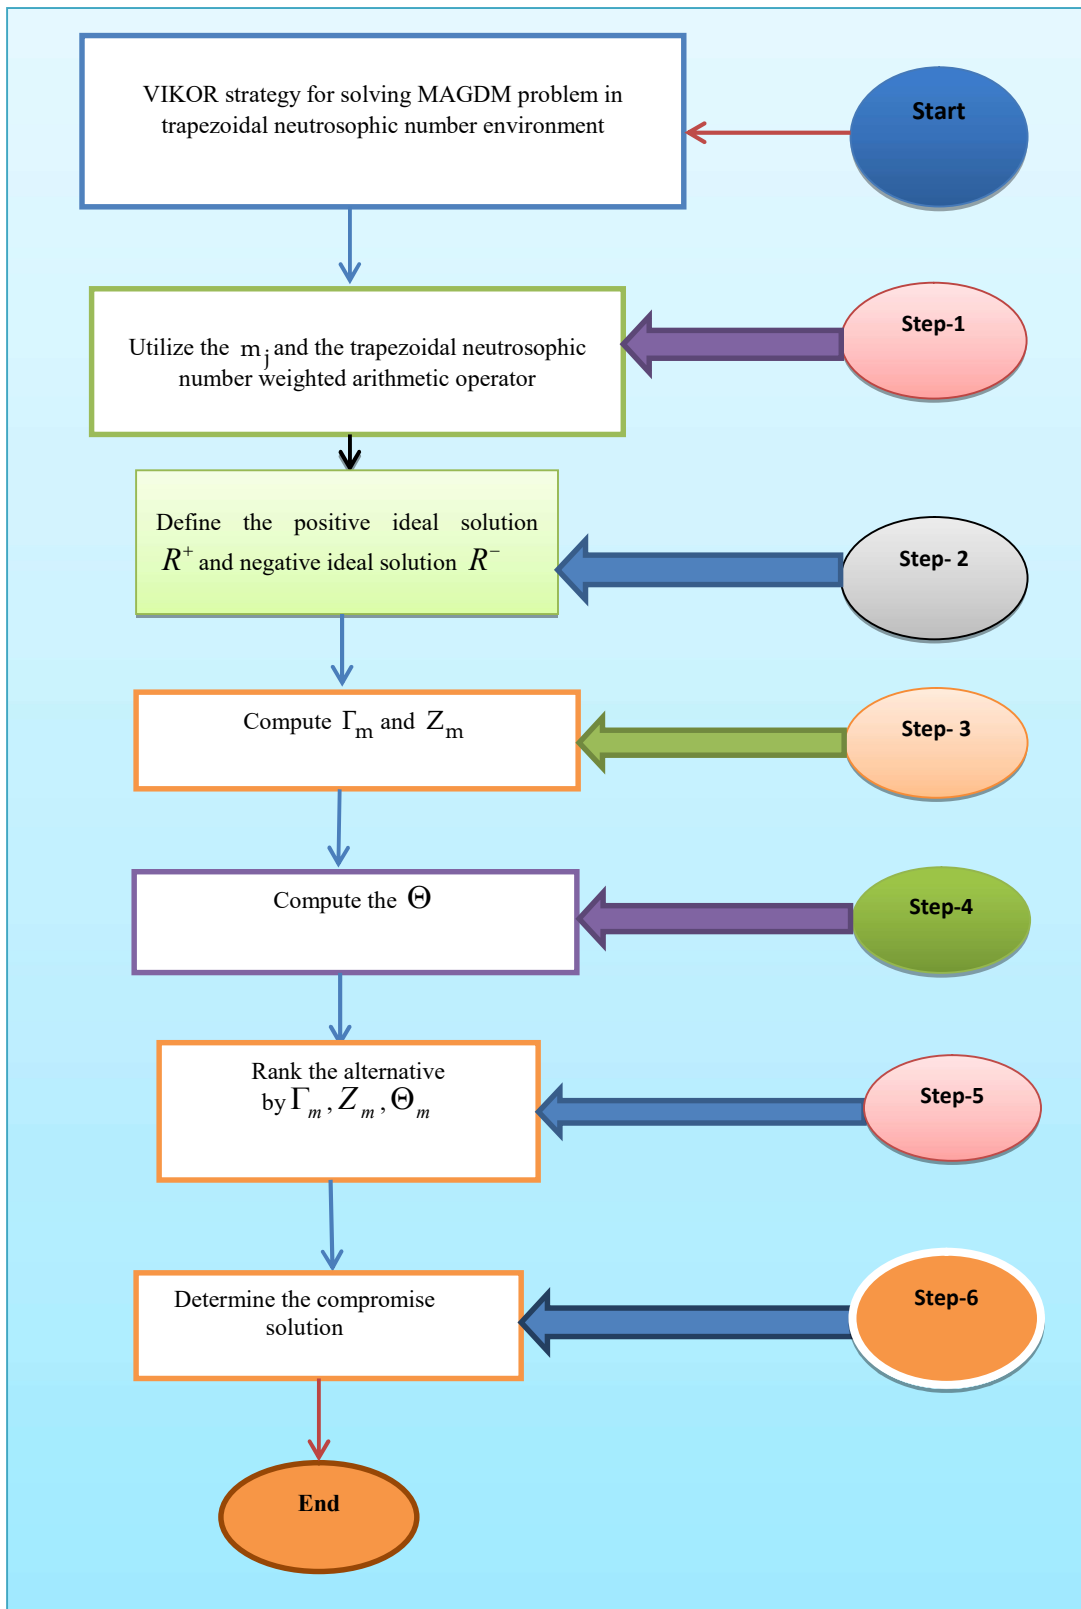 VIKOR strategy for solving MAGDM problem in
trapezoidal neutrosophic number environment
Start
Utilize the m_j and the trapezoidal neutrosophic
number weighted arithmetic operator
Step-1
Define the positive ideal solution
R⁺ and negative ideal solution R⁻
Step- 2
Compute Γ_m and Z_m
Step- 3
Compute the Θ
Step-4
Rank the alternative
by Γ_m, Z_m, Θ_m
Step-5
Determine the compromise
solution
Step-6
End